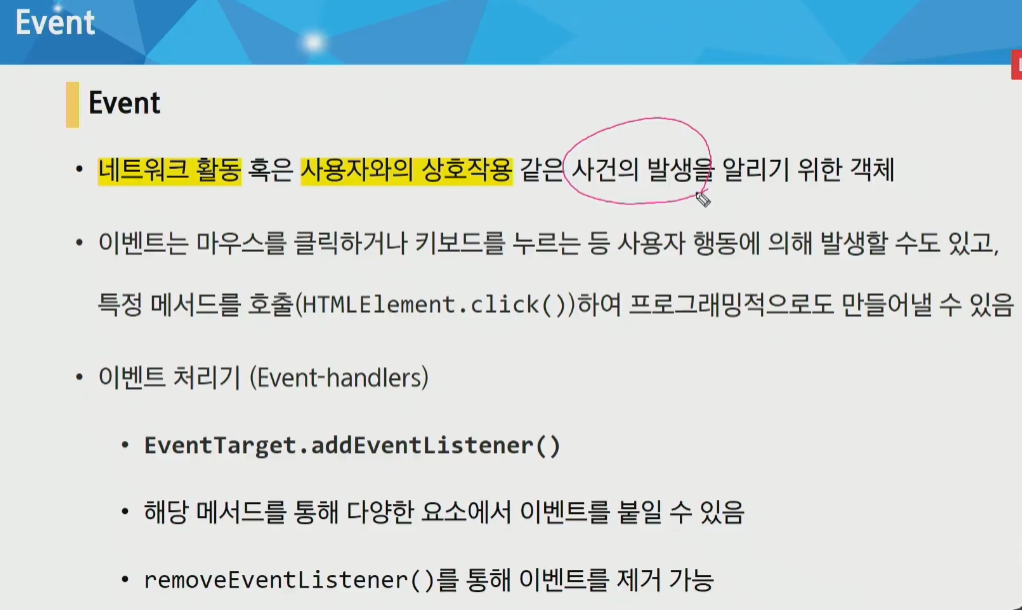 Event
Event
• 네트워크 활동 혹은 사용자와의 상호작용 같은 사건의 발생을 알리기 위한 객체
• 이벤트는 마우스를 클릭하거나 키보드를 누르는 등 사용자 행동에 의해 발생할 수도 있고,
특정 메서드를 호출(HTMLElement.click())하여 프로그래밍적으로도 만들어낼 수 있음
• 이벤트 처리기 (Event-handlers)
• EventTarget.addEventListener()
• 해당 메서드를 통해 다양한 요소에서 이벤트를 붙일 수 있음
• removeEventListener()를 통해 이벤트를 제거 가능